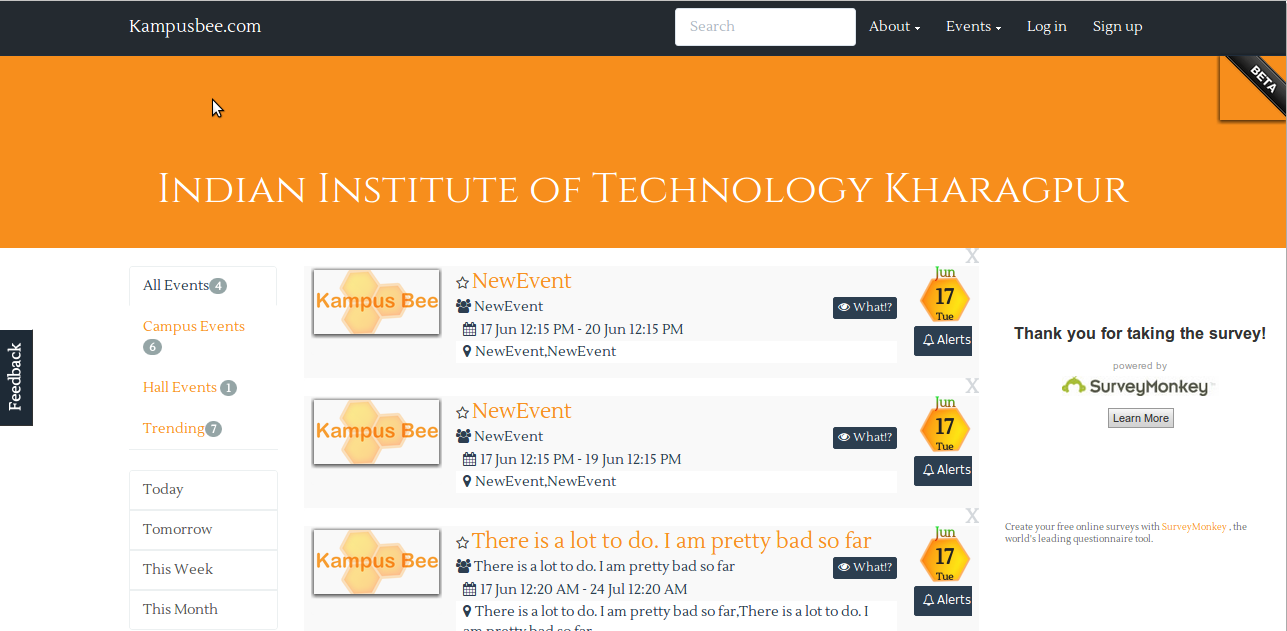 Kampusbee.com
Search
About
Events
Log in
Sign up
BETA
Indian Institute of Technology Kharagpur
Feedback
All Events 4
Campus Events
6
Hall Events 1
Trending 7
Today
Tomorrow
This Week
This Month
X
Kampus Bee
NewEvent
NewEvent
What!?
17 Jun 12:15 PM - 20 Jun 12:15 PM
NewEvent,NewEvent
Jun
17
Tue
Alerts
X
Kampus Bee
NewEvent
NewEvent
What!?
17 Jun 12:15 PM - 19 Jun 12:15 PM
NewEvent,NewEvent
Jun
17
Tue
Alerts
X
Kampus Bee
There is a lot to do. I am pretty bad so far
There is a lot to do. I am pretty bad so far
What!?
17 Jun 12:20 AM - 24 Jul 12:20 AM
There is a lot to do. I am pretty bad so far,There is a lot to do. I
am pretty bad so far
Jun
17
Tue
Alerts
Thank you for taking the survey!
powered by
SurveyMonkey
Learn More
Create your free online surveys with SurveyMonkey , the
world's leading questionnaire tool.